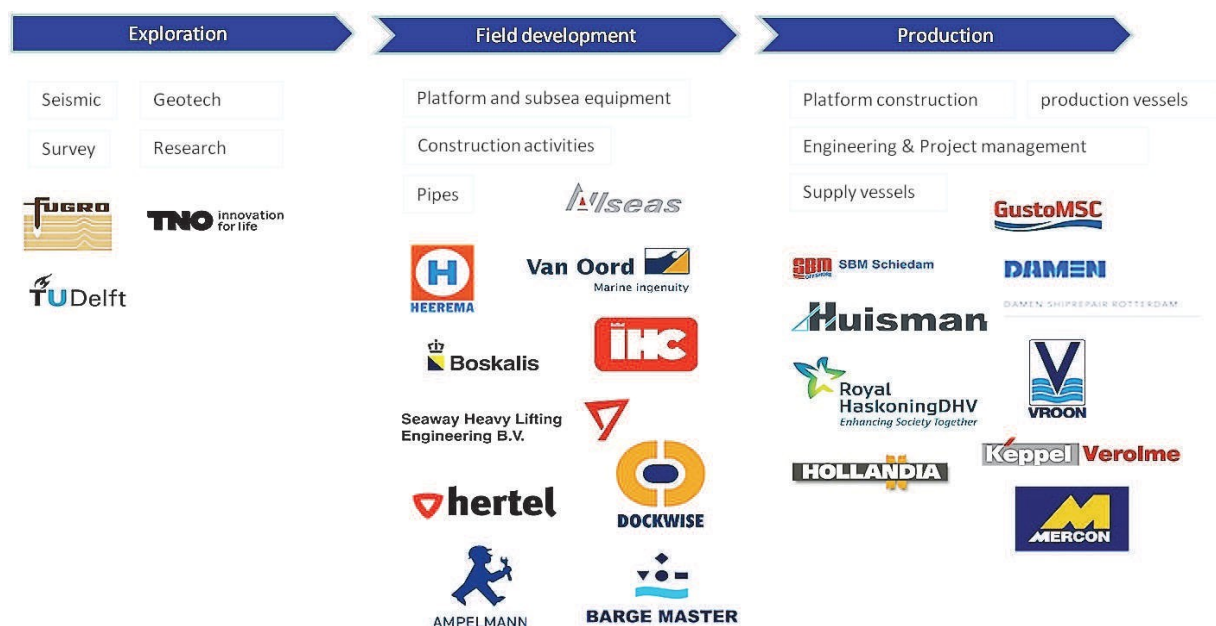 Exploration
Field development
Production
Seismic
Geotech
Survey
Research
FUGRO
TNO innovation
for life
TUDelft
Platform and subsea equipment
Construction activities
Pipes
Allseas
H
HEEREMA
Van Oord
Marine ingenuity
Boskalis
IHC
Seaway Heavy Lifting
Engineering B.V.
hertel
DOCKWISE
AMPELMANN
BARGE MASTER
Platform construction
production vessels
Engineering & Project management
Supply vessels
GustoMSC
SBM SBM Schiedam
OFFSHORE
DAMEN
DAMEN SHIPREPAIR ROTTERDAM
Huisman
Royal
HaskoningDHV
Enhancing Society Together
V
VROON
HOLLANDIA
Keppel Verolme
M
MERCON